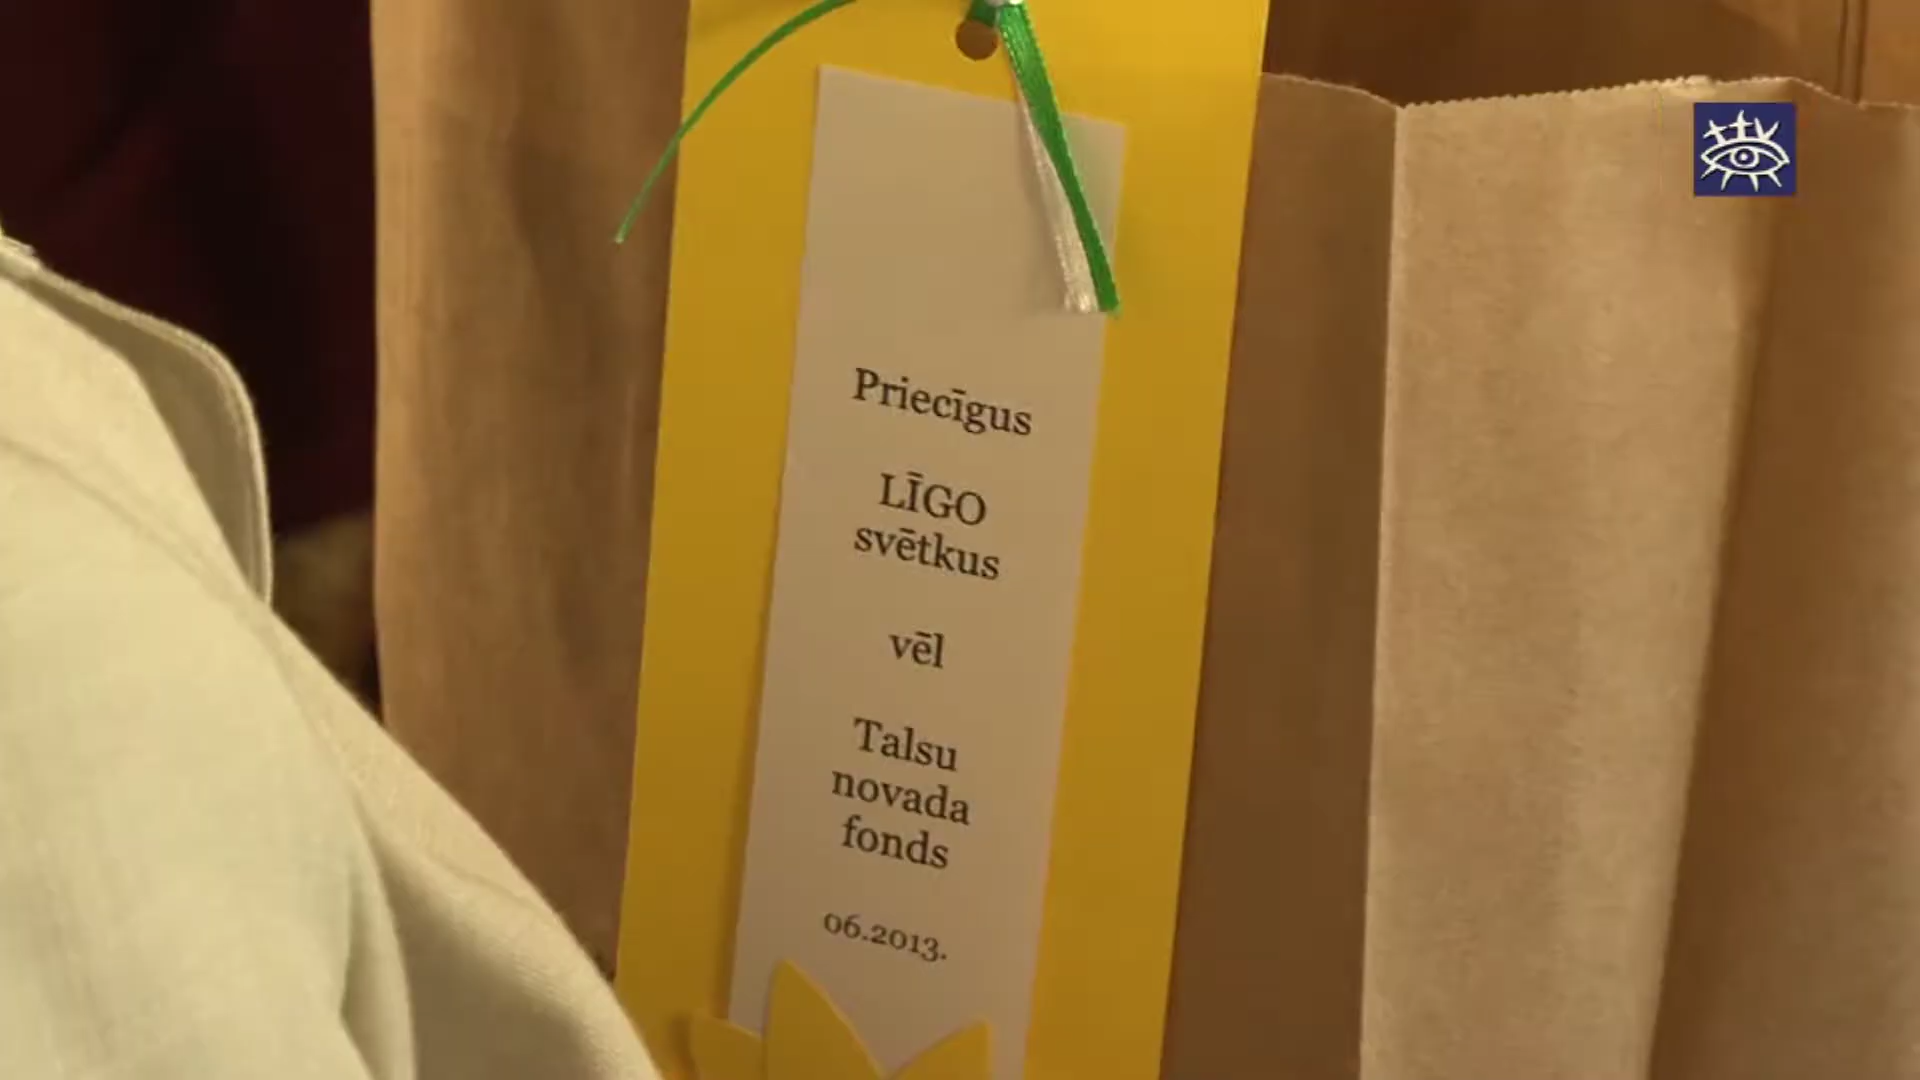 Priecīgus
LĪGO
svētkus
vēl
Talsu
novada
fonds
06.2013.